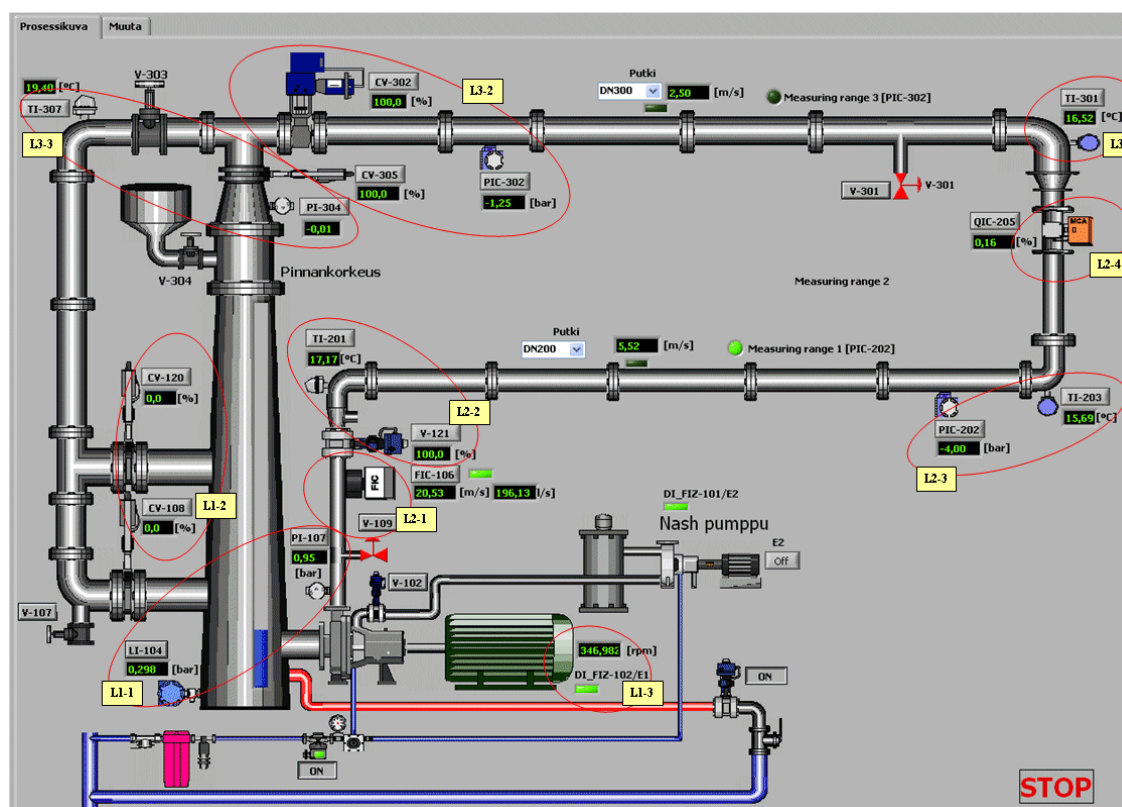 Prosessikuva Muuta
V-303
19,40 [ºC]
TI-307
L3-3
CV-302
100,0 [%]
L3-2
Putki
DN300 2,50 [m/s]
Measuring range 3 [PIC-302]
TI-301
16,52 [ºC]
L3
CV-305
100,0
[%]
PIC-302
-1,25 [bar]
V-301
V-301
PI-304
-0,01
QIC-205
0,16 [%]
MCA
L2-4
V-304
Pinnankorkeus
Measuring range 2
Putki
DN200 5,52 [m/s]
Measuring range 1 [PIC-202]
TI-201
17,17 [ºC]
CV-120
0,0 [%]
L2-2
V-121
100,0 [%]
TI-203
15,69 [ºC]
PIC-202
-4,00 [bar]
L2-3
FIC-106
20,53 [m/s] 196,13 l/s]
FIC
L2-1
CV-108
0,0 [%]
L1-2
DI_FIZ-101/E2
Nash pumppu
E2
Off
V-109
PI-107
0,95
[bar]
V-102
V-107
LI-104
0,298 [bar]
L1-1
346,982 [rpm]
DI_FIZ-102/E1
L1-3
ON
ON
STOP